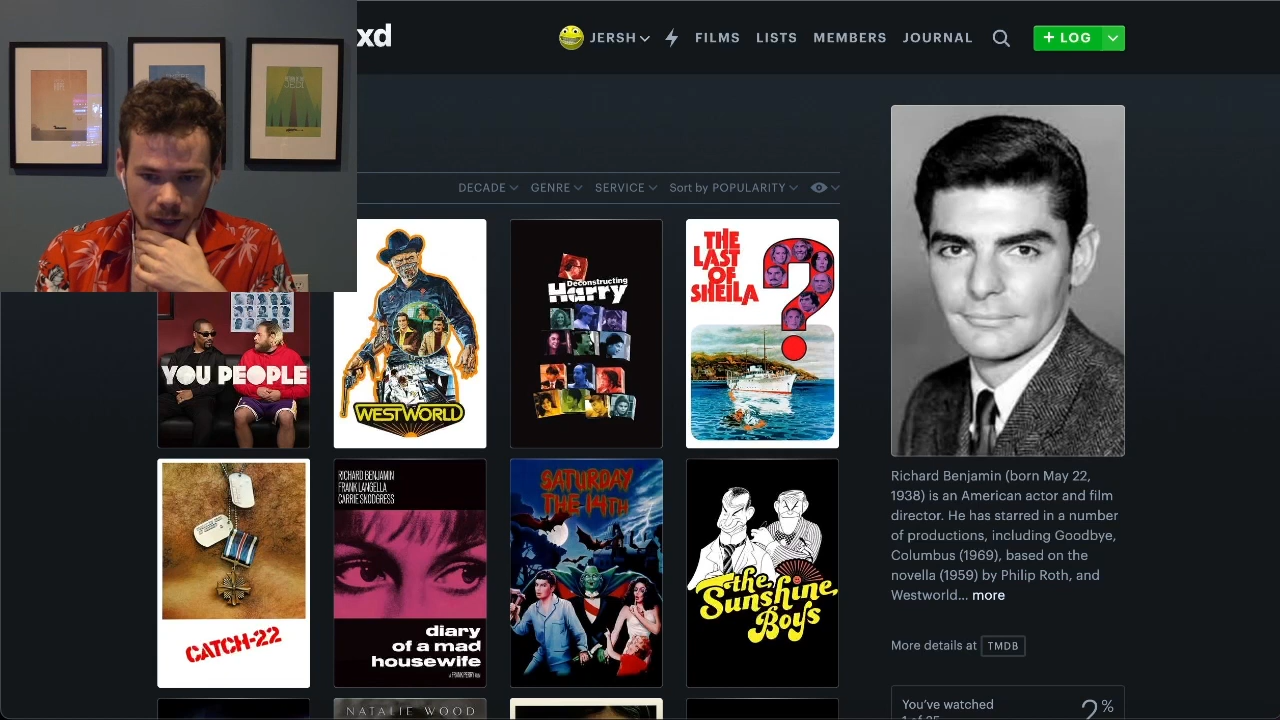 xd
JERSH
FILMS
LISTS
MEMBERS
JOURNAL
+ LOG
DECADE
GENRE
SERVICE
Sort by POPULARITY
YOU PEOPLE
WESTWORLD
Deconstructing
Harry
THE
LAST
OF
SHEILA
?
CATCH-22
RICHARD BENJAMIN
FRANK LANGELLA
CARRIE SNODGRESS
diary
of a mad
housewife
SATURDAY
THE 14TH
the
Sunshine
Boys
NATALIE WOOD
Richard Benjamin (born May 22,
1938) is an American actor and film
director. He has starred in a number
of productions, including Goodbye,
Columbus (1969), based on the
novella (1959) by Philip Roth, and
Westworld... more
More details at TMDB
You've watched
2%